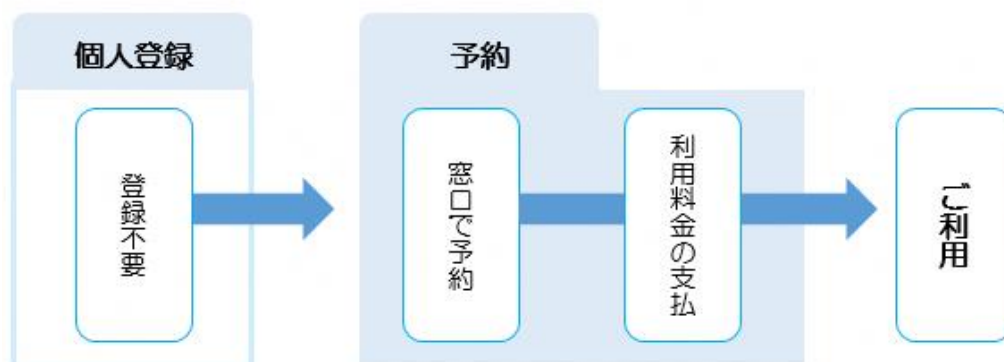 個人登録
登録不要
予約
窓口で予約
利用料金の支払
ご利用